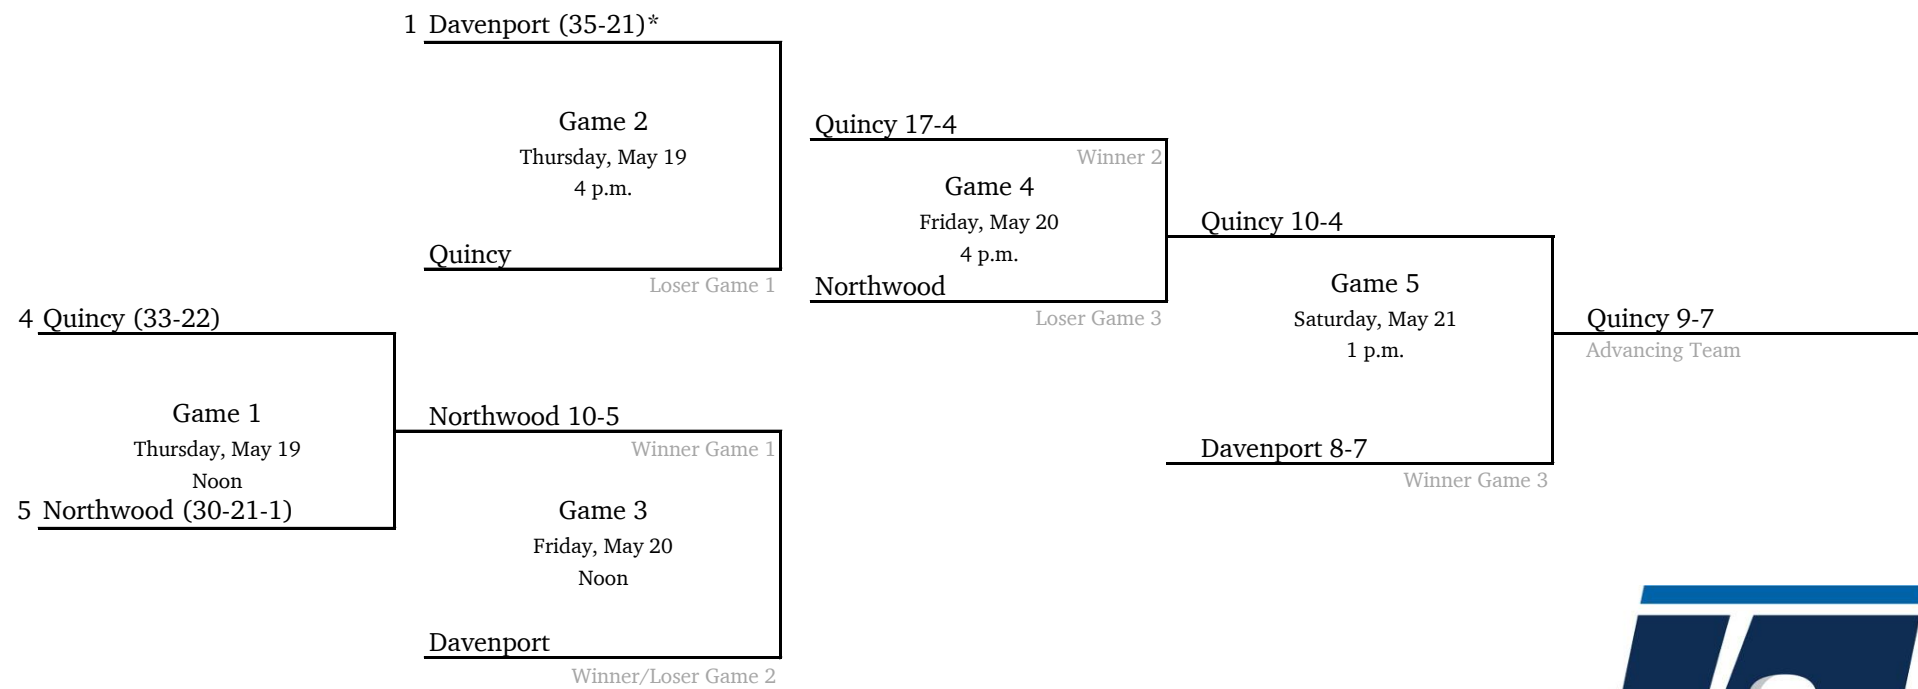 1 Davenport (35-21)*
Game 2
Thursday, May 19
4 p.m.
Quincy
Loser Game 1
4 Quincy (33-22)
Game 1
Thursday, May 19
Noon
5 Northwood (30-21-1)
Northwood 10-5
Winner Game 1
Game 3
Friday, May 20
Noon
Davenport
Winner/Loser Game 2
Quincy 17-4
Winner 2
Game 4
Friday, May 20
4 p.m.
Northwood
Loser Game 3
Quincy 10-4
Game 5
Saturday, May 21
1 p.m.
Davenport 8-7
Winner Game 3
Quincy 9-7
Advancing Team